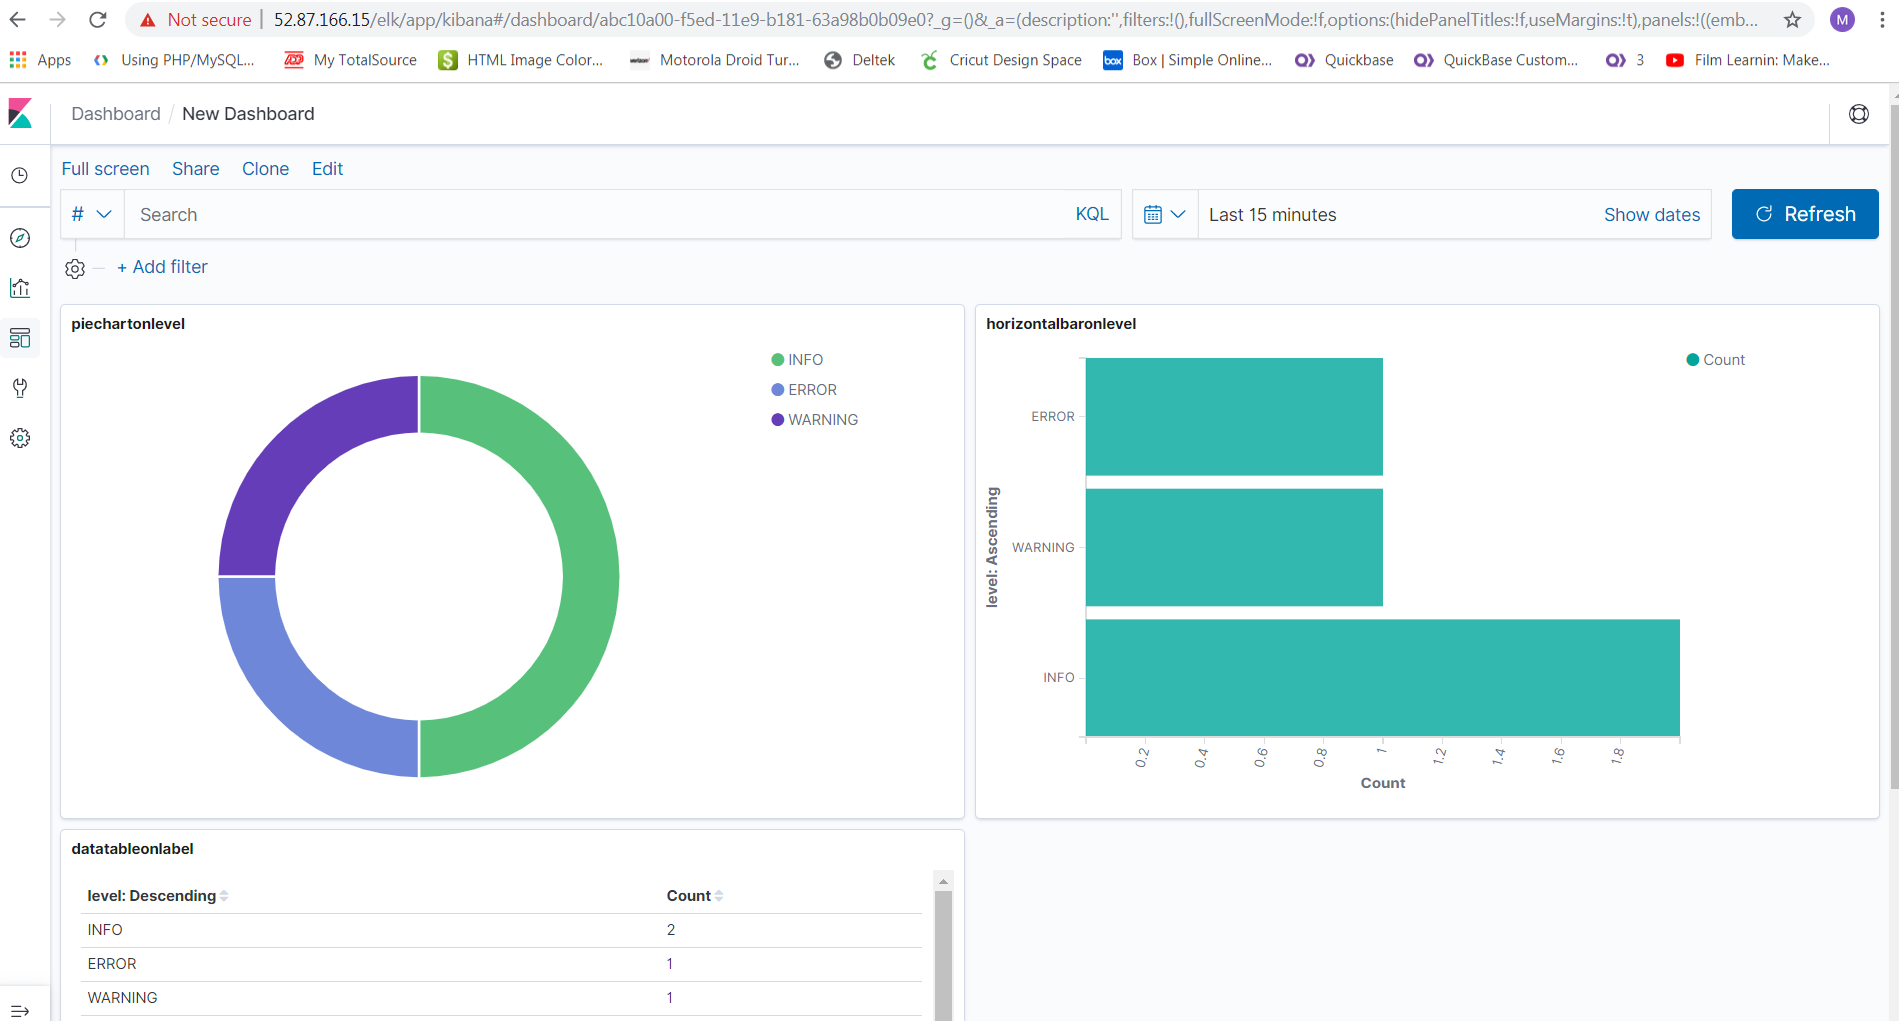 Not secure | 52.87.166.15/elk/app/kibana#/dashboard/abc10a00-f5ed-11e9-b181-63a98b0b09e0?_g=()&_a=(description:'',filters:!(),fullScreenMode:!f,options:(hidePanelTitles:!f,useMargins:!t),panels:!((emb... M
Apps Using PHP/MySQL... My TotalSource HTML Image Color... Motorola Droid Tur... Deltek Cricut Design Space box Box | Simple Online... Quickbase QuickBase Custom... 3 Film Learnin: Make...
Dashboard / New Dashboard
Full screen Share Clone Edit
# Search KQL Last 15 minutes Show dates Refresh
+ Add filter
piechartonlevel
INFO
ERROR
WARNING
horizontalbaronlevel
Count
ERROR
WARNING
INFO
level: Ascending
0.2 0.4 0.6 0.8 1 1.2 1.4 1.6 1.8
Count
datatableonlabel
level: Descending Count
INFO 2
ERROR 1
WARNING 1